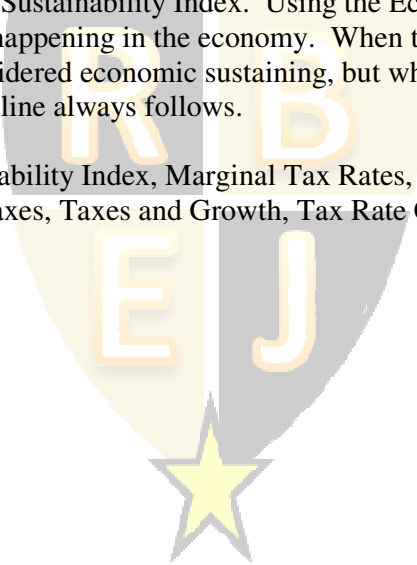 Sustainability Index. Using the Ec
happening in the economy. When t
idered economic sustaining, but wh
line always follows.
ability Index, Marginal Tax Rates,
axes, Taxes and Growth, Tax Rate
R B
E J